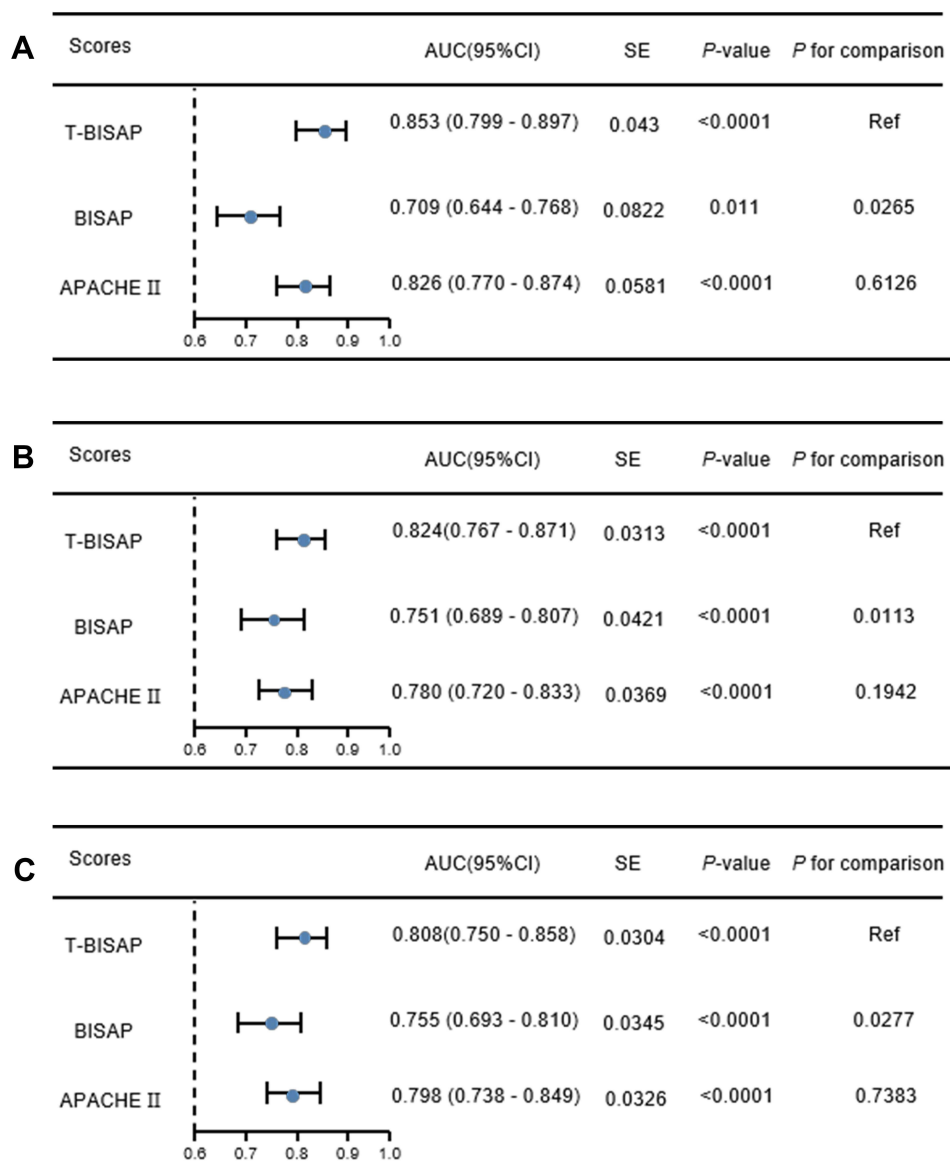 A
Scores AUC(95%CI) SE P-value P for comparison
T-BISAP 0.853 (0.799 - 0.897) 0.043 <0.0001 Ref
BISAP 0.709 (0.644 - 0.768) 0.0822 0.011 0.0265
APACHE II 0.826 (0.770 - 0.874) 0.0581 <0.0001 0.6126
0.6 0.7 0.8 0.9 1.0
B
Scores AUC(95%CI) SE P-value P for comparison
T-BISAP 0.824(0.767 - 0.871) 0.0313 <0.0001 Ref
BISAP 0.751 (0.689 - 0.807) 0.0421 <0.0001 0.0113
APACHE II 0.780 (0.720 - 0.833) 0.0369 <0.0001 0.1942
0.6 0.7 0.8 0.9 1.0
C
Scores AUC(95%CI) SE P-value P for comparison
T-BISAP 0.808(0.750 - 0.858) 0.0304 <0.0001 Ref
BISAP 0.755 (0.693 - 0.810) 0.0345 <0.0001 0.0277
APACHE II 0.798 (0.738 - 0.849) 0.0326 <0.0001 0.7383
0.6 0.7 0.8 0.9 1.0